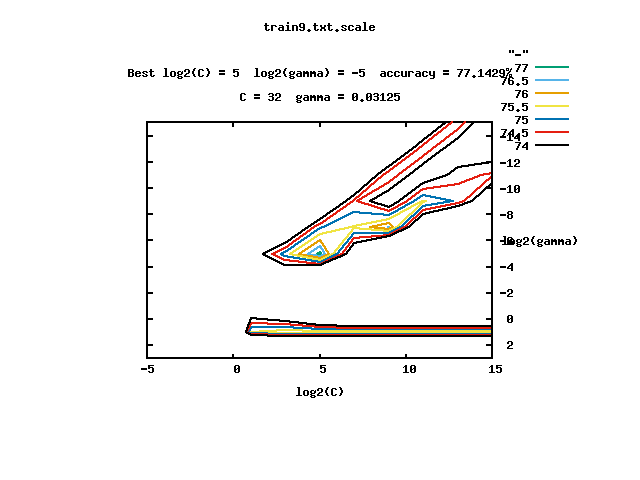 train9.txt.scale
"-"
Best log2(C) = 5  log2(gamma) = -5  accuracy = 77.1429%
77
76.5
C = 32  gamma = 0.03125
76
75.5
75
74.5
74
-14
-12
-10
-8
-6
log2(gamma)
-4
-2
0
2
-5 0 5 10 15
log2(C)